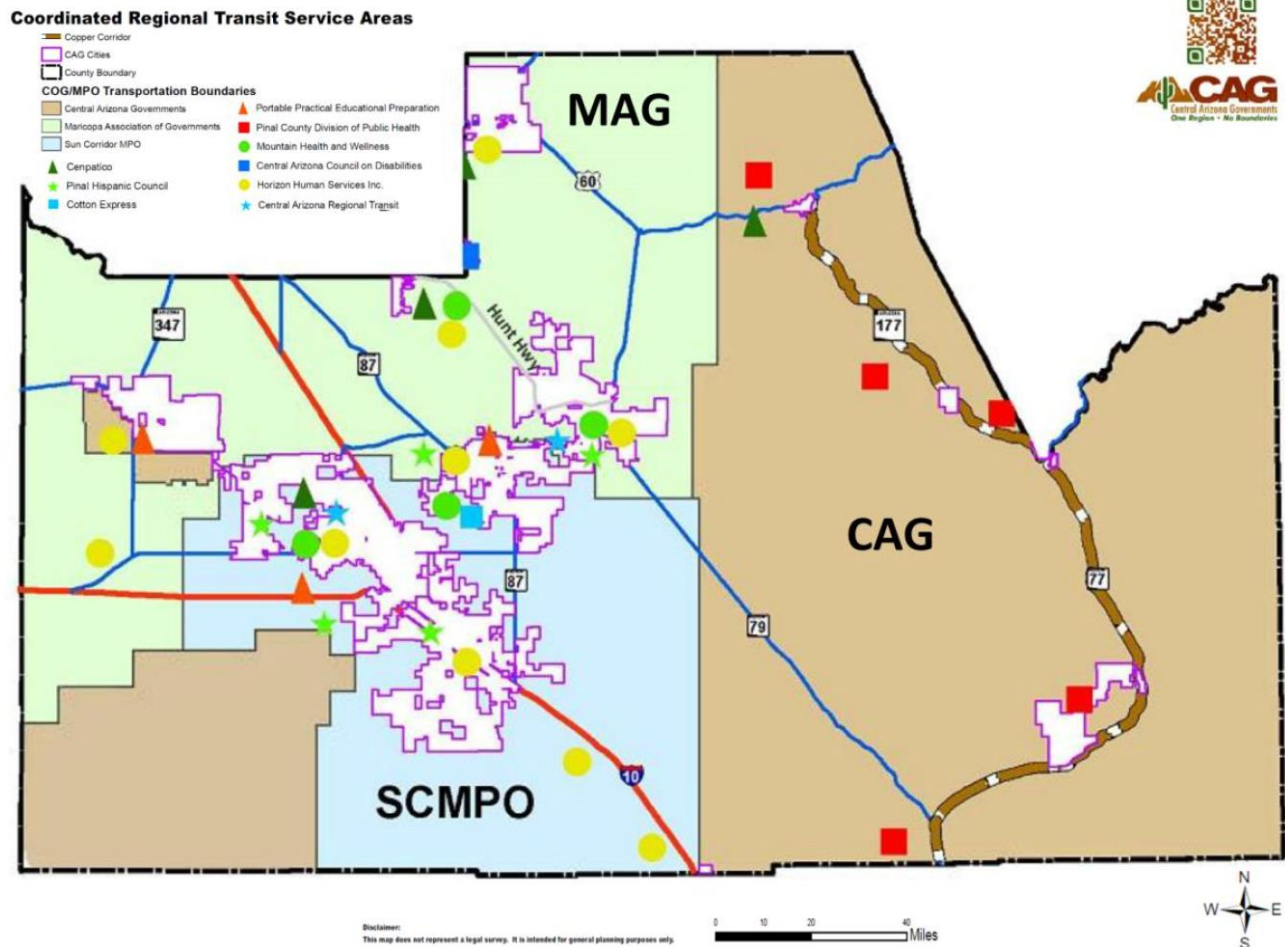 Coordinated Regional Transit Service Areas
Copper Corridor
CAG Cities
County Boundary
COG/MPO Transportation Boundaries
Central Arizona Governments
Maricopa Association of Governments
Sun Corridor MPO
Cenpatico
Pinal Hispanic Council
Cotton Express
Portable Practical Educational Preparation
Pinal County Division of Public Health
Mountain Health and Wellness
Central Arizona Council on Disabilities
Horizon Human Services Inc.
Central Arizona Regional Transit
CAG
Central Arizona Governments
One Region • No Boundaries
MAG
60
ARIZONA
347
ARIZONA
177
Hunt Hwy
87
CAG
87
77
79
10
SCMPO
Disclaimer:
This map does not represent a legal survey. It is intended for general planning purposes only.
0 10 20 40
Miles
N
W E
S